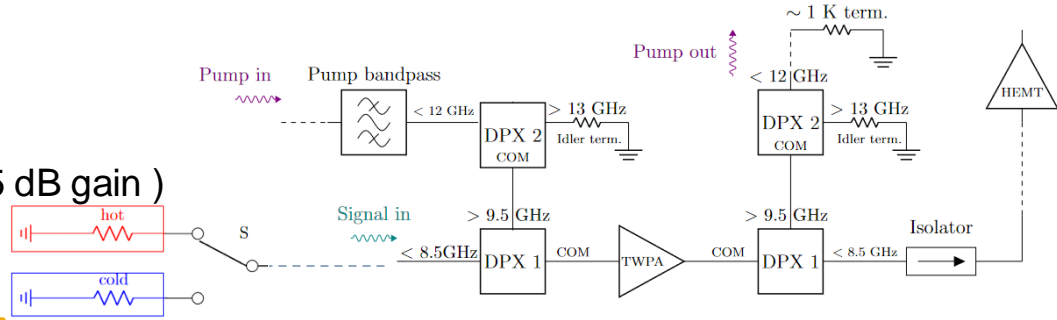 ~ 1 K term.
Pump out
Pump in
Pump bandpass
< 12 GHz
HEMT
< 12 GHz
> 13 GHz
> 13 GHz
DPX 2
Idler term.
COM
DPX 2
Idler term.
COM
5 dB gain )
hot
S
Signal in
> 9.5 GHz
> 9.5 GHz
Isolator
< 8.5GHz
DPX 1
COM
TWPA
COM
DPX 1
< 8.5 GHz
cold